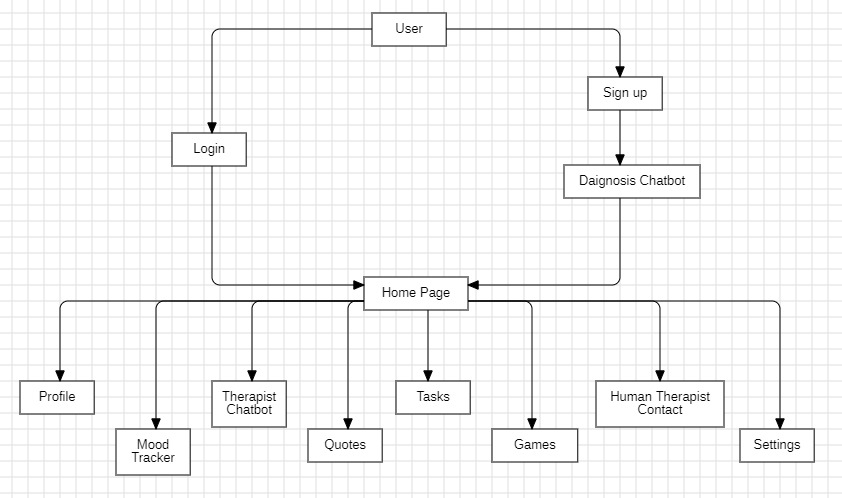 User
Sign up
Login
Daignosis Chatbot
Home Page
Profile
Therapist
Chatbot
Tasks
Human Therapist
Contact
Mood
Tracker
Quotes
Games
Settings